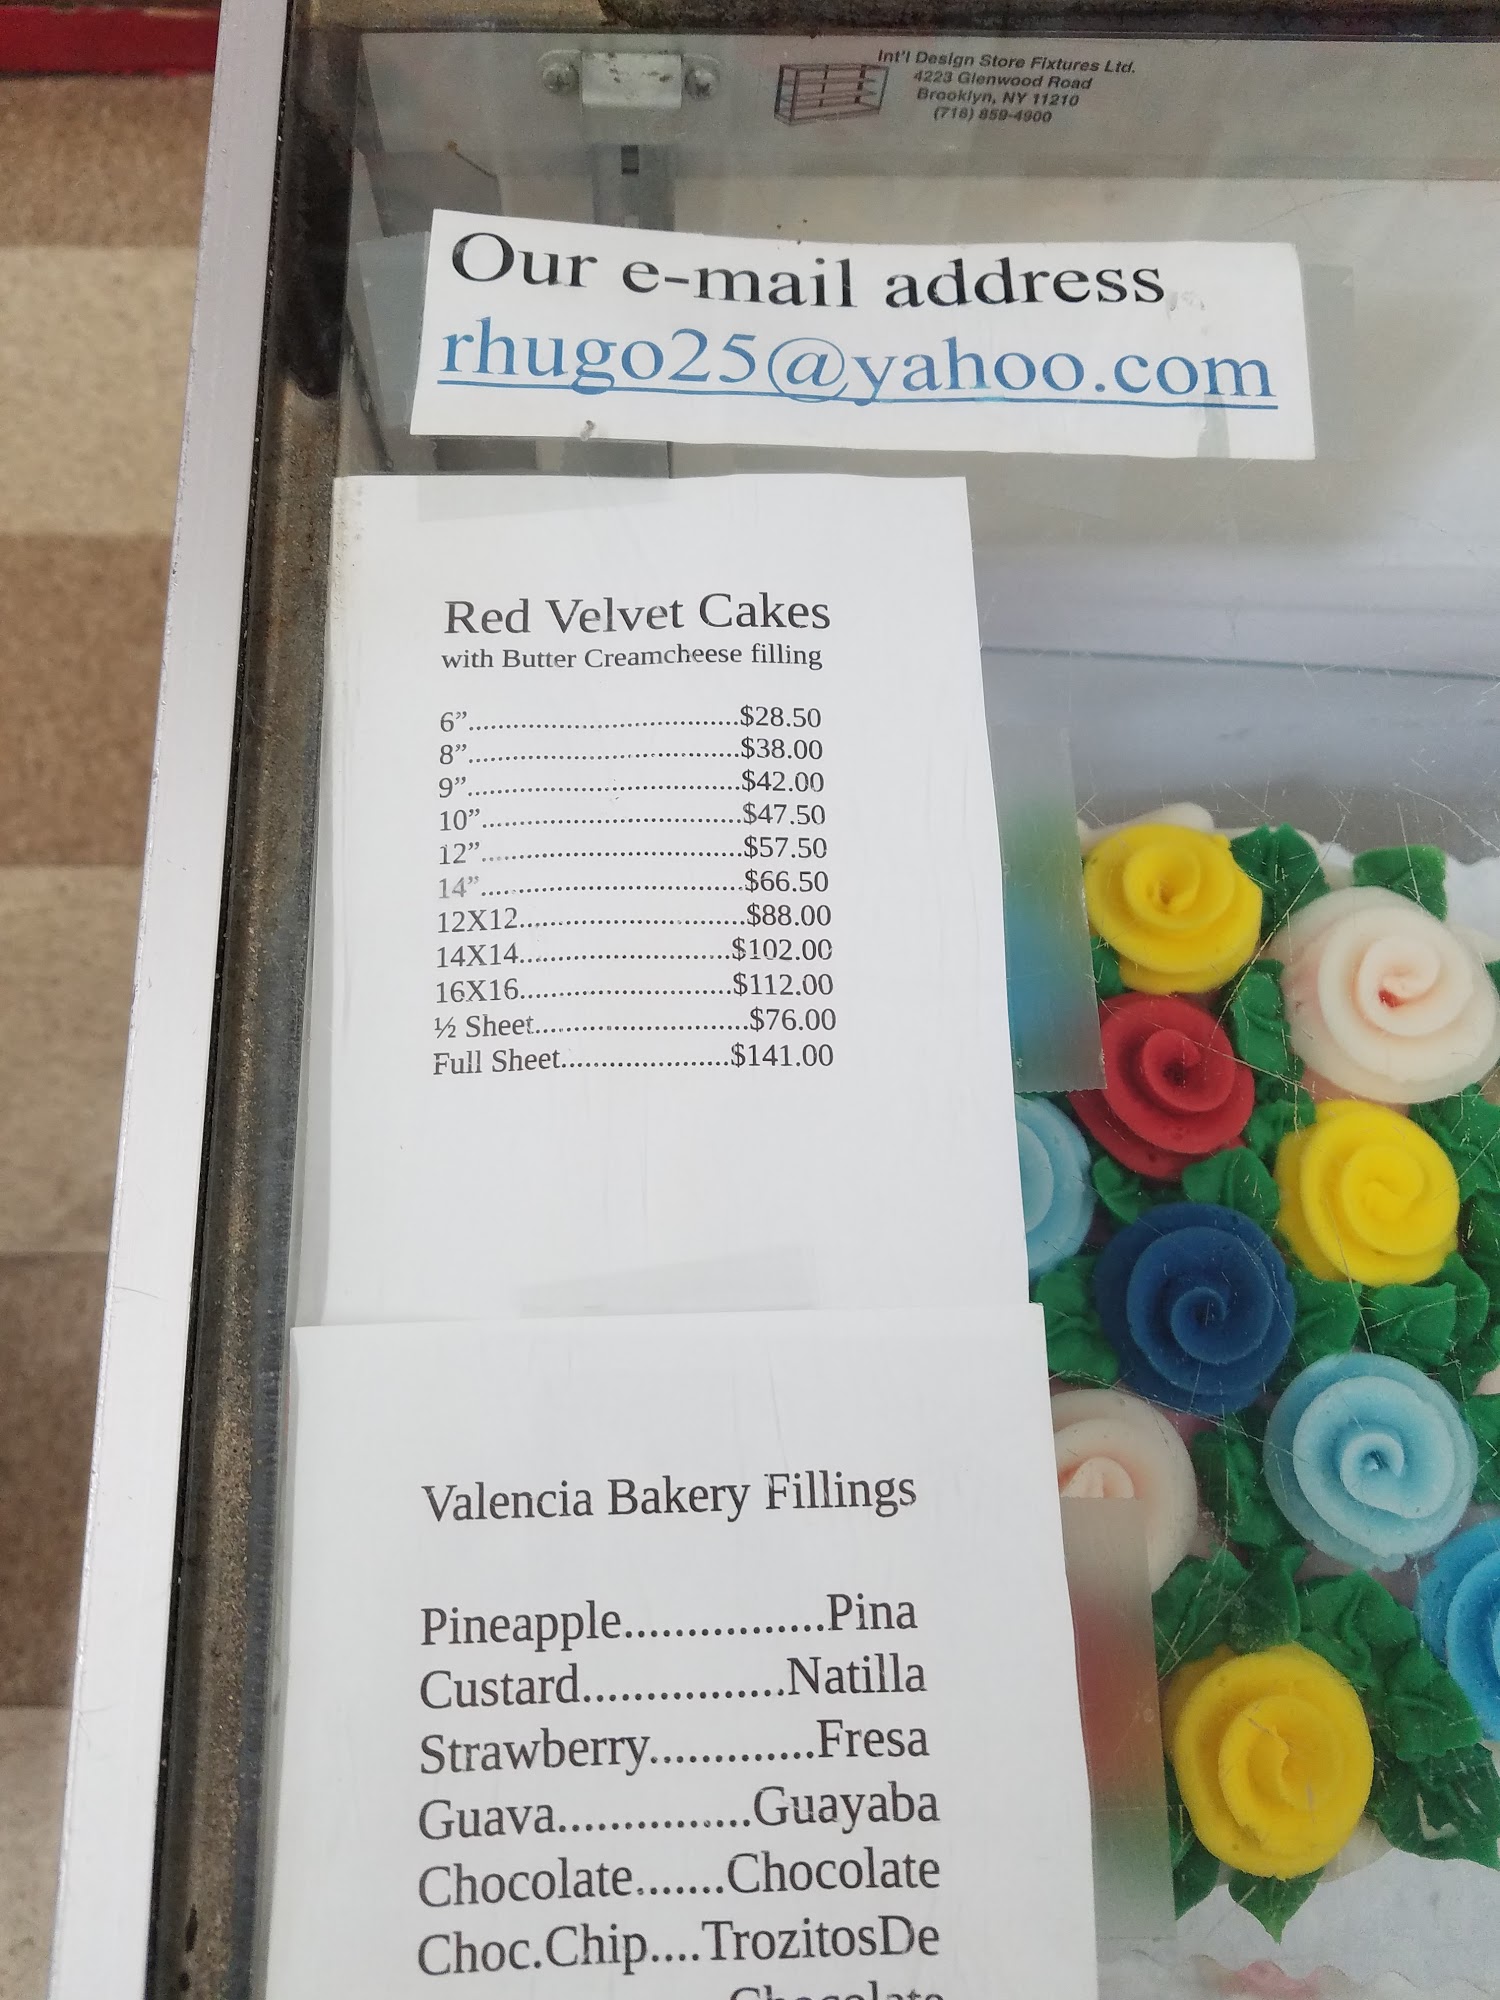 Int'l Design Store Fixtures Ltd.
4223 Glenwood Road
Brooklyn, NY 11210
(718) 859-4900
Our e-mail address
rhugo25@yahoo.com
Red Velvet Cakes
with Butter Creamcheese filling
6”........................................$28.50
8”........................................$38.00
9”........................................$42.00
10”......................................$47.50
12”......................................$57.50
14”......................................$66.50
12X12.................................$88.00
14X14...............................$102.00
16X16...............................$112.00
½ Sheet...............................$76.00
Full Sheet........................$141.00
Valencia Bakery Fillings
Pineapple................Pina
Custard................Natilla
Strawberry.............Fresa
Guava...............Guayaba
Chocolate.......Chocolate
Choc.Chip....TrozitosDe
Chocolate